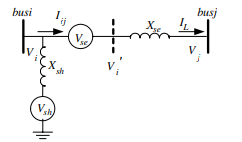 busi
I_ij
X_se
I_L
busj
V_se
V_i
V_i'
V_j
X_sh
V_sh